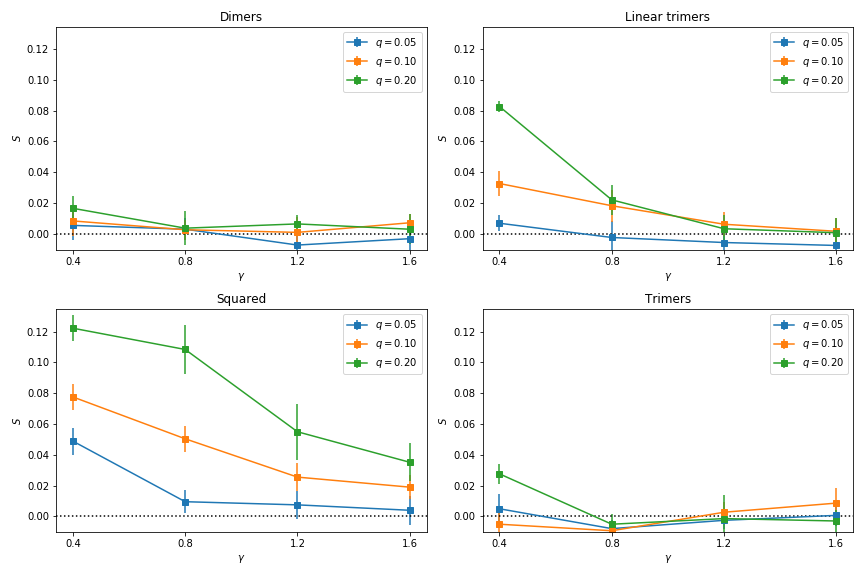 Dimers
0.12
0.10
0.08
0.06
0.04
0.02
0.00
S
0.4
0.8
1.2
1.6
γ
q = 0.05
q = 0.10
q = 0.20
Linear trimers
0.12
0.10
0.08
0.06
0.04
0.02
0.00
S
0.4
0.8
1.2
1.6
γ
q = 0.05
q = 0.10
q = 0.20
Squared
0.12
0.10
0.08
0.06
0.04
0.02
0.00
S
0.4
0.8
1.2
1.6
γ
q = 0.05
q = 0.10
q = 0.20
Trimers
0.12
0.10
0.08
0.06
0.04
0.02
0.00
S
0.4
0.8
1.2
1.6
γ
q = 0.05
q = 0.10
q = 0.20